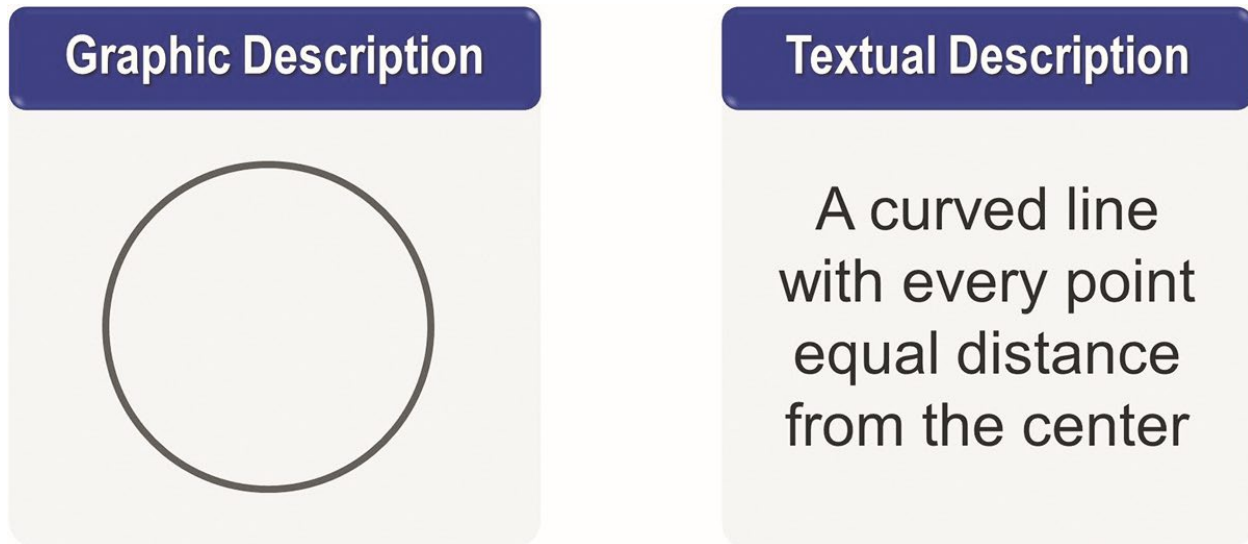 Graphic Description
Textual Description
A curved line
with every point
equal distance
from the center